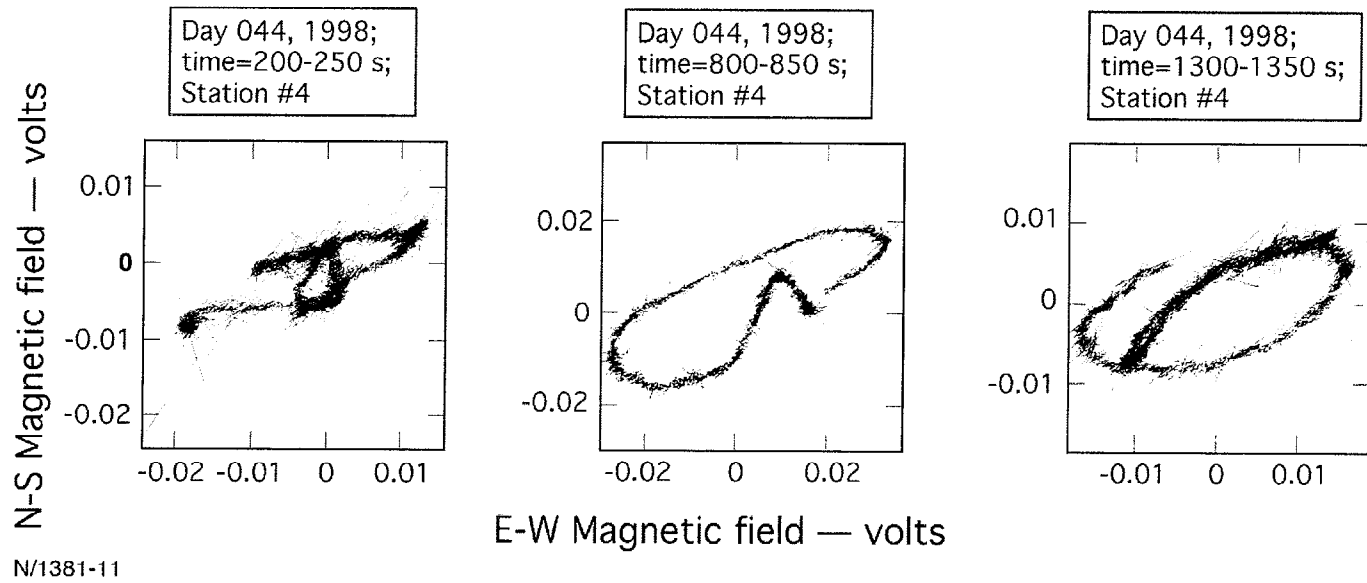 Day 044, 1998;
time=200-250 s;
Station #4
Day 044, 1998;
time=800-850 s;
Station #4
Day 044, 1998;
time=1300-1350 s;
Station #4
N-S Magnetic field — volts
0.01
0
-0.01
-0.02
-0.02 -0.01 0 0.01
0.02
0
-0.02
-0.02 0 0.02
0.01
0
-0.01
-0.01 0 0.01
E-W Magnetic field — volts
N/1381-11